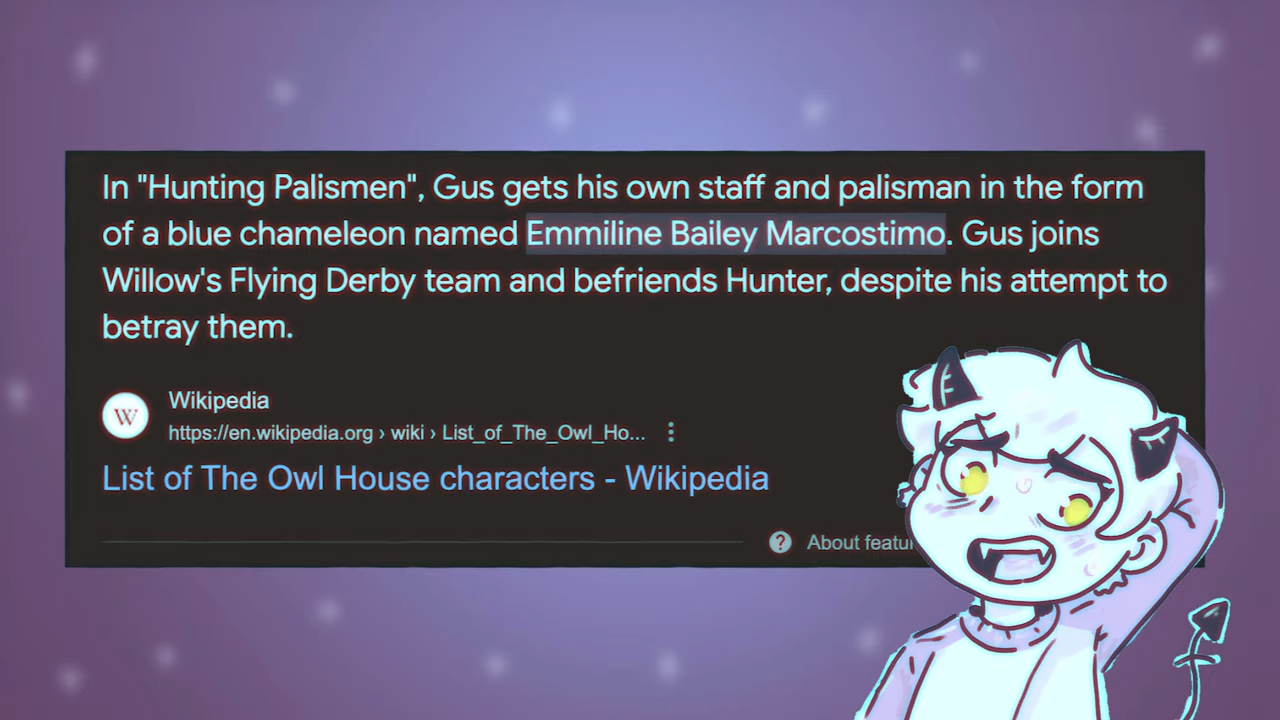 In "Hunting Palismen", Gus gets his own staff and palisman in the form
of a blue chameleon named Emmiline Bailey Marcostimo. Gus joins
Willow's Flying Derby team and befriends Hunter, despite his attempt to
betray them.
W
Wikipedia
https://en.wikipedia.org › wiki › List_of_The_Owl_Ho...
List of The Owl House characters - Wikipedia
? About